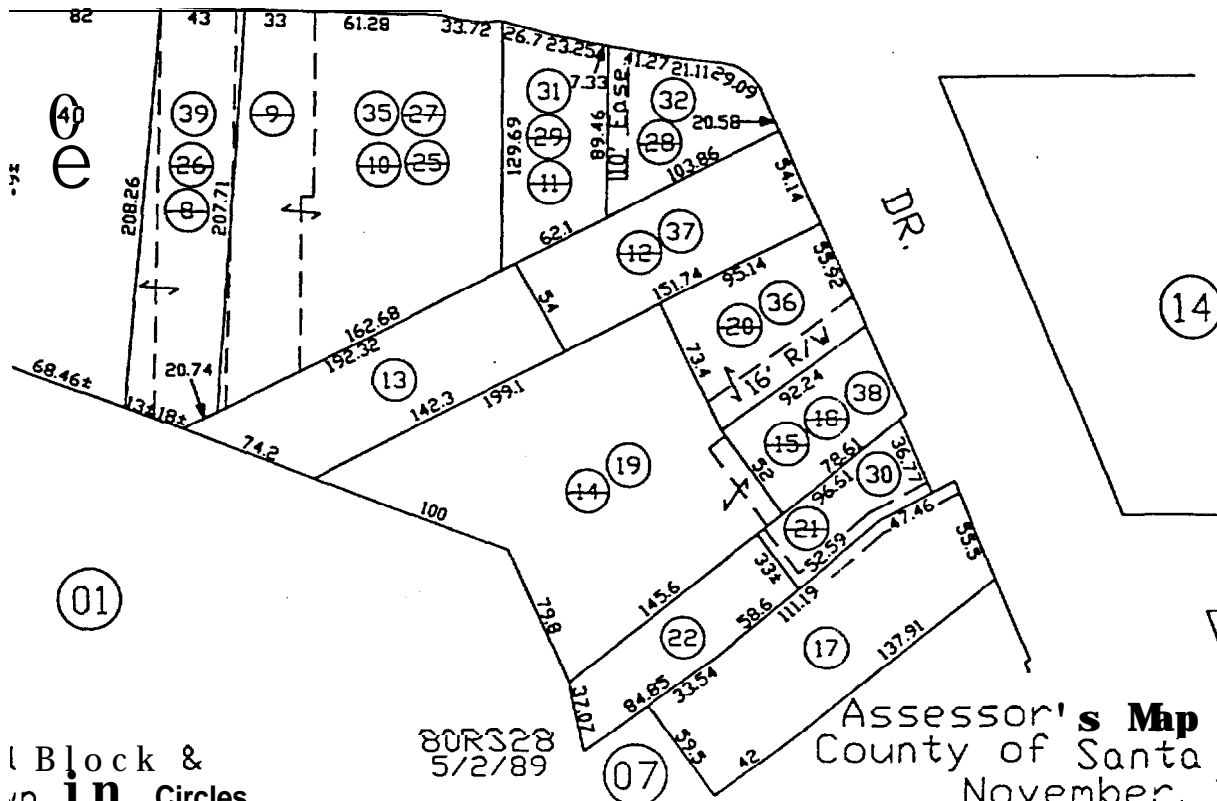 82 43 33 61.28 33.72 26.7 23.25 7.33 41.27 21.11 29.09
40 39 9 35 27 31 32
e 26 10 25 29 28 20.58
8 11
208.26 207.71 129.69 89.46 10' Ease. 103.86 54.14
DR.
62.1 12 37
54 151.74 95.14 55.92
162.68 20 36 14
192.32 73.4 16' R/W
68.46± 20.74 13 92.24
13± 18± 142.3 199.1 15 18 38
74.2 52 78.61 36.77
14 19 96.51 30
100 21 47.46
52.59 55.5
33±
01 79.8 145.6 58.6 111.19
22 17 137.91
37.07 84.85 33.54
59.5 42
80RS28
5/2/89
07
Block &
in Circles
Assessor's Map
County of Santa
November,